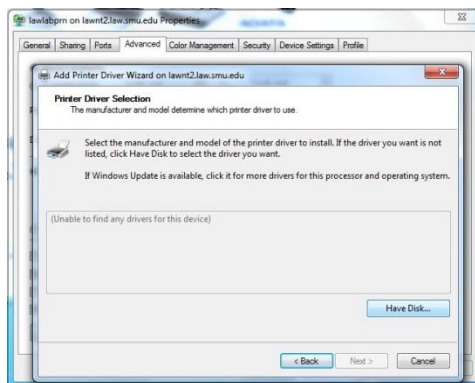 lawlabprn on lawnt2.law.smu.edu Properties
General Sharing Ports Advanced Color Management Security Device Settings Profile
Add Printer Driver Wizard on lawnt2.law.smu.edu
Printer Driver Selection
The manufacturer and model determine which printer driver to use.
Select the manufacturer and model of the printer driver to install. If the driver you want is not
listed, click Have Disk to select the driver you want.
If Windows Update is available, click it for more drivers for this processor and operating system.
(Unable to find any drivers for this device)
Have Disk...
< Back Next > Cancel